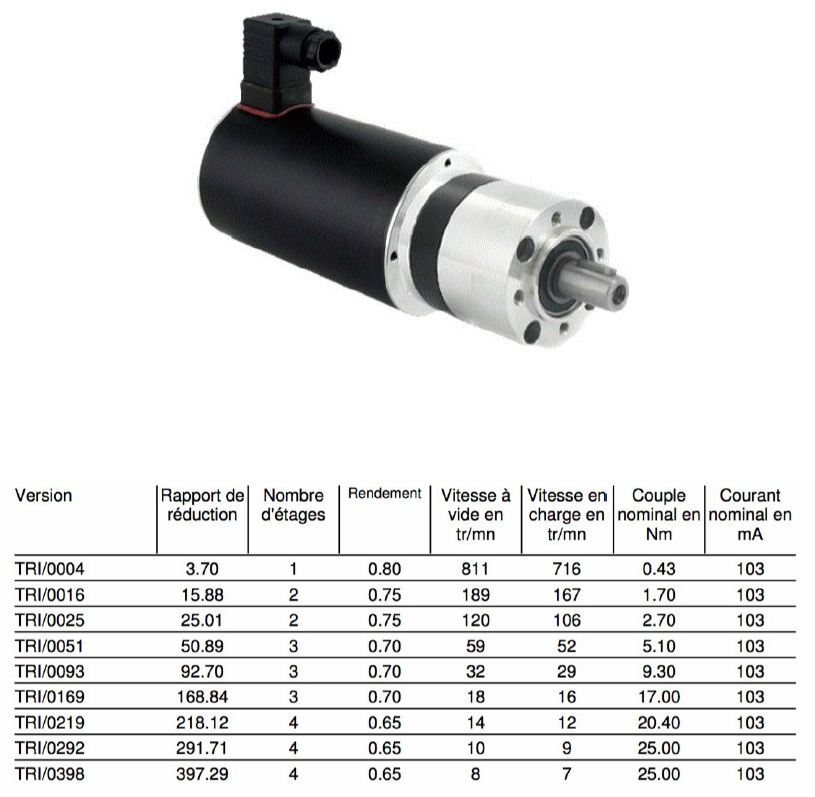 Version Rapport de réduction Nombre d'étages Rendement Vitesse à vide en tr/mn Vitesse en charge en tr/mn Couple nominal en Nm Courant nominal en mA
TRI/0004 3.70 1 0.80 811 716 0.43 103
TRI/0016 15.88 2 0.75 189 167 1.70 103
TRI/0025 25.01 2 0.75 120 106 2.70 103
TRI/0051 50.89 3 0.70 59 52 5.10 103
TRI/0093 92.70 3 0.70 32 29 9.30 103
TRI/0169 168.84 3 0.70 18 16 17.00 103
TRI/0219 218.12 4 0.65 14 12 20.40 103
TRI/0292 291.71 4 0.65 10 9 25.00 103
TRI/0398 397.29 4 0.65 8 7 25.00 103